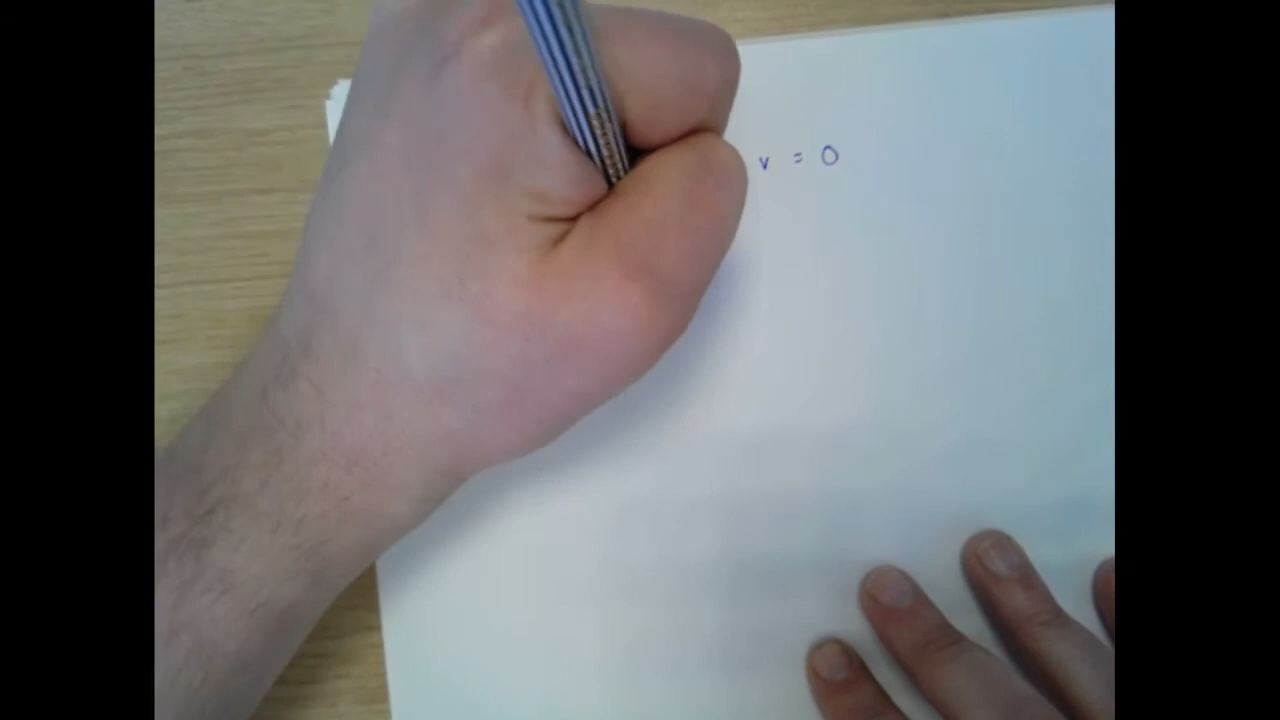 v = 0